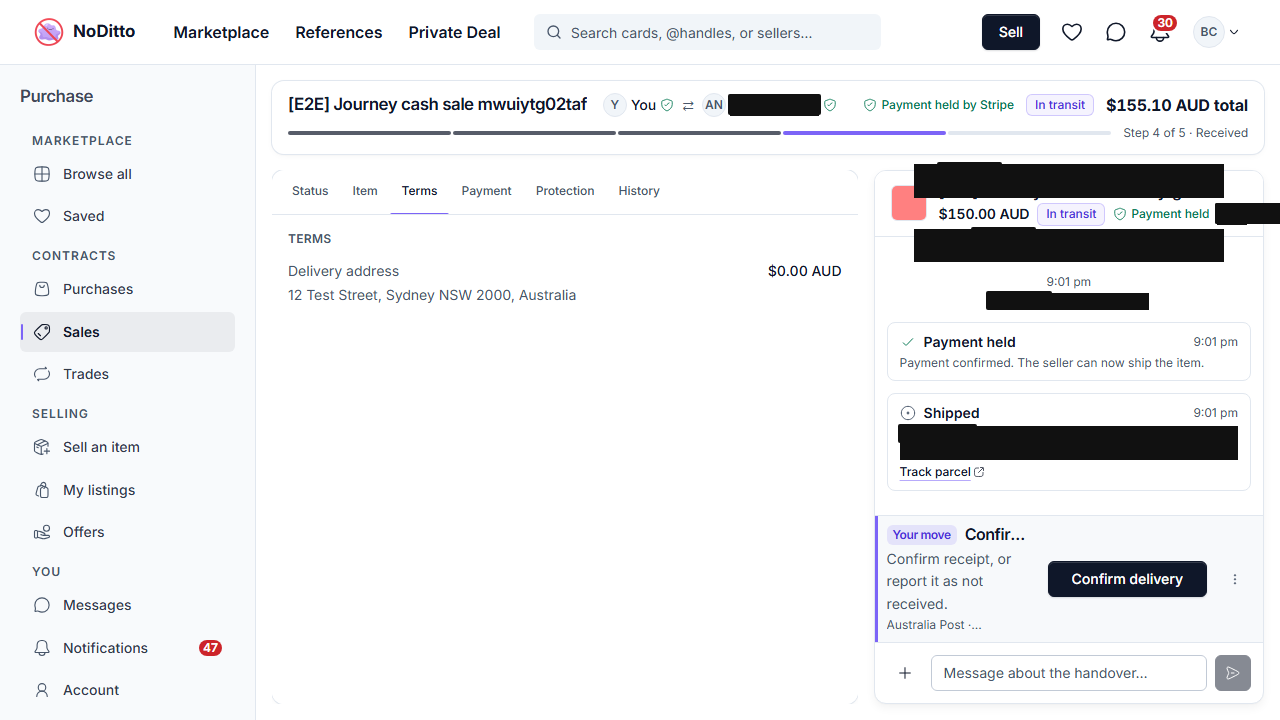 NoDitto
Marketplace
References
Private Deal
Search cards, @handles, or sellers...
Sell
30
BC
Purchase
MARKETPLACE
Browse all
Saved
CONTRACTS
Purchases
Sales
Trades
SELLING
Sell an item
My listings
Offers
YOU
Messages
Notifications
47
Account
[E2E] Journey cash sale mwuiytg02taf
Y You
AN
Payment held by Stripe
In transit
$155.10 AUD total
Step 4 of 5 · Received
Status
Item
Terms
Payment
Protection
History
TERMS
Delivery address
$0.00 AUD
12 Test Street, Sydney NSW 2000, Australia
$150.00 AUD
In transit
Payment held
9:01 pm
Payment held
9:01 pm
Payment confirmed. The seller can now ship the item.
Shipped
9:01 pm
Track parcel
Your move
Confir...
Confirm receipt, or
report it as not
received.
Australia Post ·...
Confirm delivery
Message about the handover...